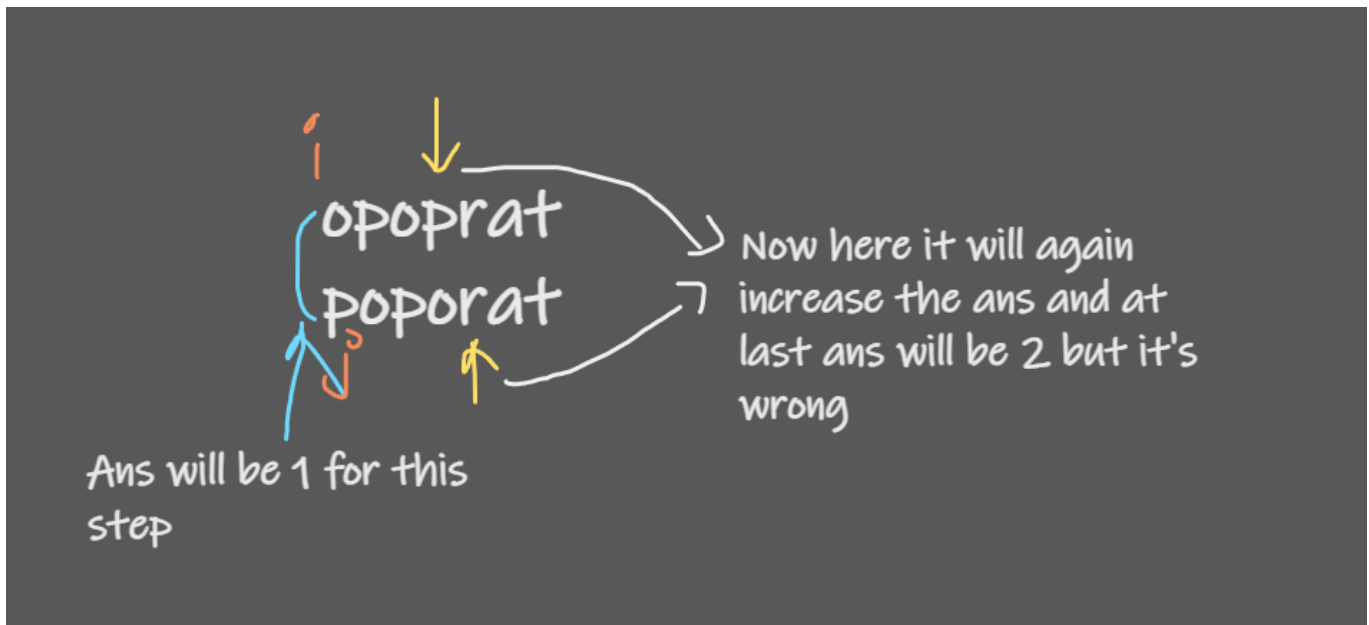 i
opoprat
poporat
j
Now here it will again
increase the ans and at
last ans will be 2 but it's
wrong
Ans will be 1 for this
step